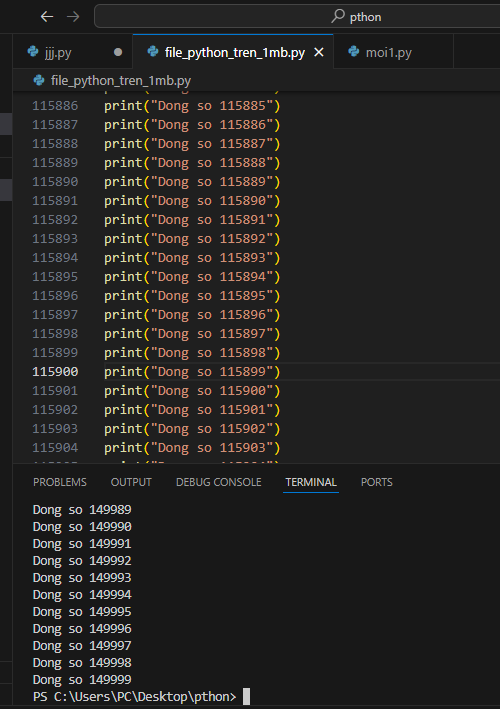 pthon
jjj.py
file_python_tren_1mb.py
moi1.py
file_python_tren_1mb.py
115886 print("Dong so 115885")
115887 print("Dong so 115886")
115888 print("Dong so 115887")
115889 print("Dong so 115888")
115890 print("Dong so 115889")
115891 print("Dong so 115890")
115892 print("Dong so 115891")
115893 print("Dong so 115892")
115894 print("Dong so 115893")
115895 print("Dong so 115894")
115896 print("Dong so 115895")
115897 print("Dong so 115896")
115898 print("Dong so 115897")
115899 print("Dong so 115898")
115900 print("Dong so 115899")
115901 print("Dong so 115900")
115902 print("Dong so 115901")
115903 print("Dong so 115902")
115904 print("Dong so 115903")
PROBLEMS OUTPUT DEBUG CONSOLE TERMINAL PORTS
Dong so 149989
Dong so 149990
Dong so 149991
Dong so 149992
Dong so 149993
Dong so 149994
Dong so 149995
Dong so 149996
Dong so 149997
Dong so 149998
Dong so 149999
PS C:\Users\PC\Desktop\pthon>